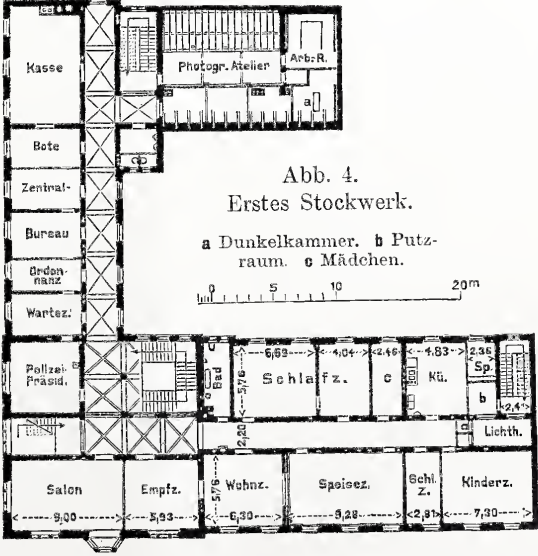 Kasse
Photogr. Atelier
Arb.-R.
a
Bote
Zentral-
Bureau
Ordon-
nanz
Wartez.
Polizei
Präsid.
Abb. 4.
Erstes Stockwerk.
a Dunkelkammer. b Putz-
raum. c Mädchen.
0 5 10 20m
6,69 4,04 2,46 4,83 2,36
Bad 5,76 Schlafz. c Kü. Sp.
b
2,4
2,20
Lichth.
Salon Empfz. 5,76 Wohnz. Speisez. Schl. Z. Kinderz.
9,00 5,93 6,30 9,28 2,81 7,30